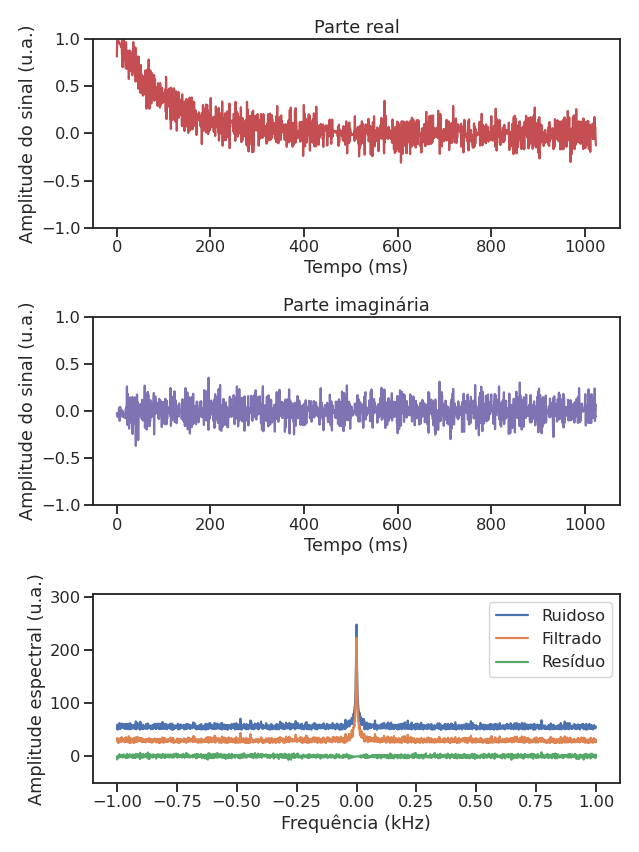 Parte real
Amplitude do sinal (u.a.)
1.0
0.5
0.0
−0.5
−1.0
0 200 400 600 800 1000
Tempo (ms)
Parte imaginária
Amplitude do sinal (u.a.)
1.0
0.5
0.0
−0.5
−1.0
0 200 400 600 800 1000
Tempo (ms)
Amplitude espectral (u.a.)
300
200
100
0
Ruidoso
Filtrado
Resíduo
−1.00 −0.75 −0.50 −0.25 0.00 0.25 0.50 0.75 1.00
Frequência (kHz)